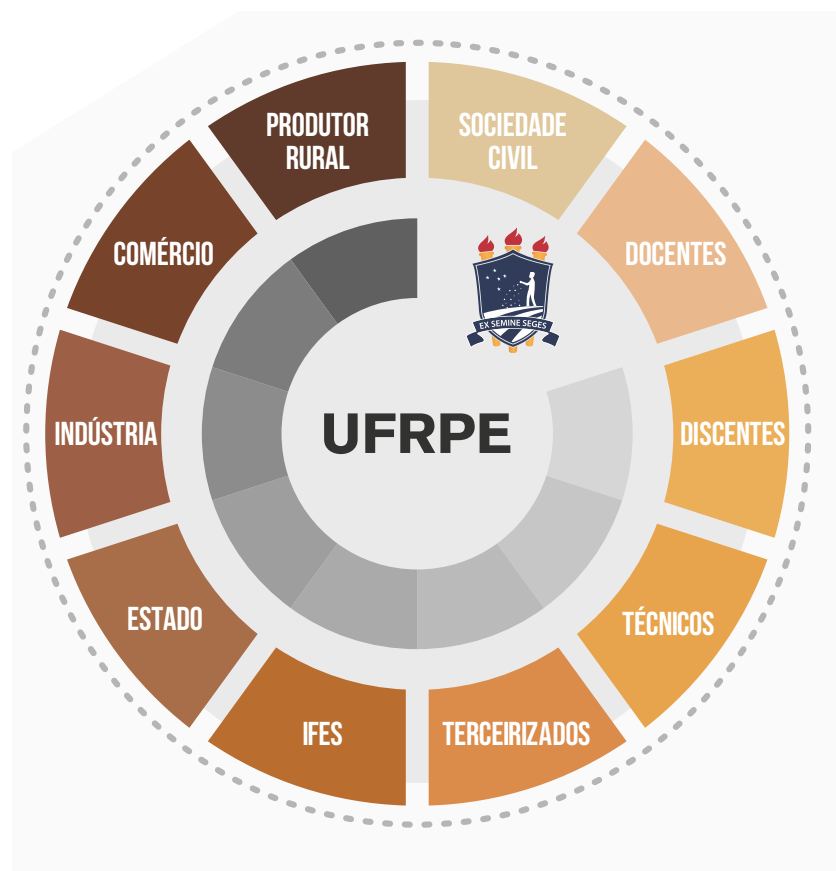 PRODUTOR
RURAL
SOCIEDADE
CIVIL
COMÉRCIO
DOCENTES
EX SEMINE SEGES
INDÚSTRIA
UFRPE
DISCENTES
ESTADO
TÉCNICOS
IFES
TERCEIRIZADOS